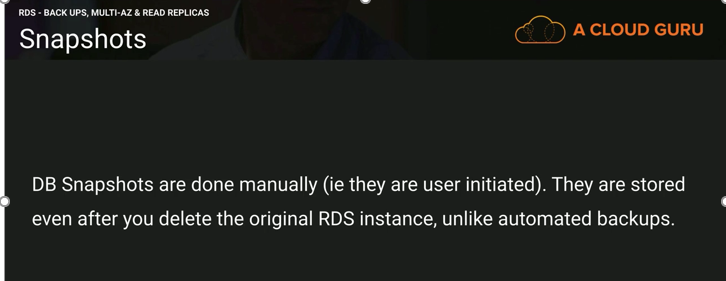 RDS - BACK UPS, MULTI-AZ & READ REPLICAS
Snapshots
A CLOUD GURU
DB Snapshots are done manually (ie they are user initiated). They are stored
even after you delete the original RDS instance, unlike automated backups.